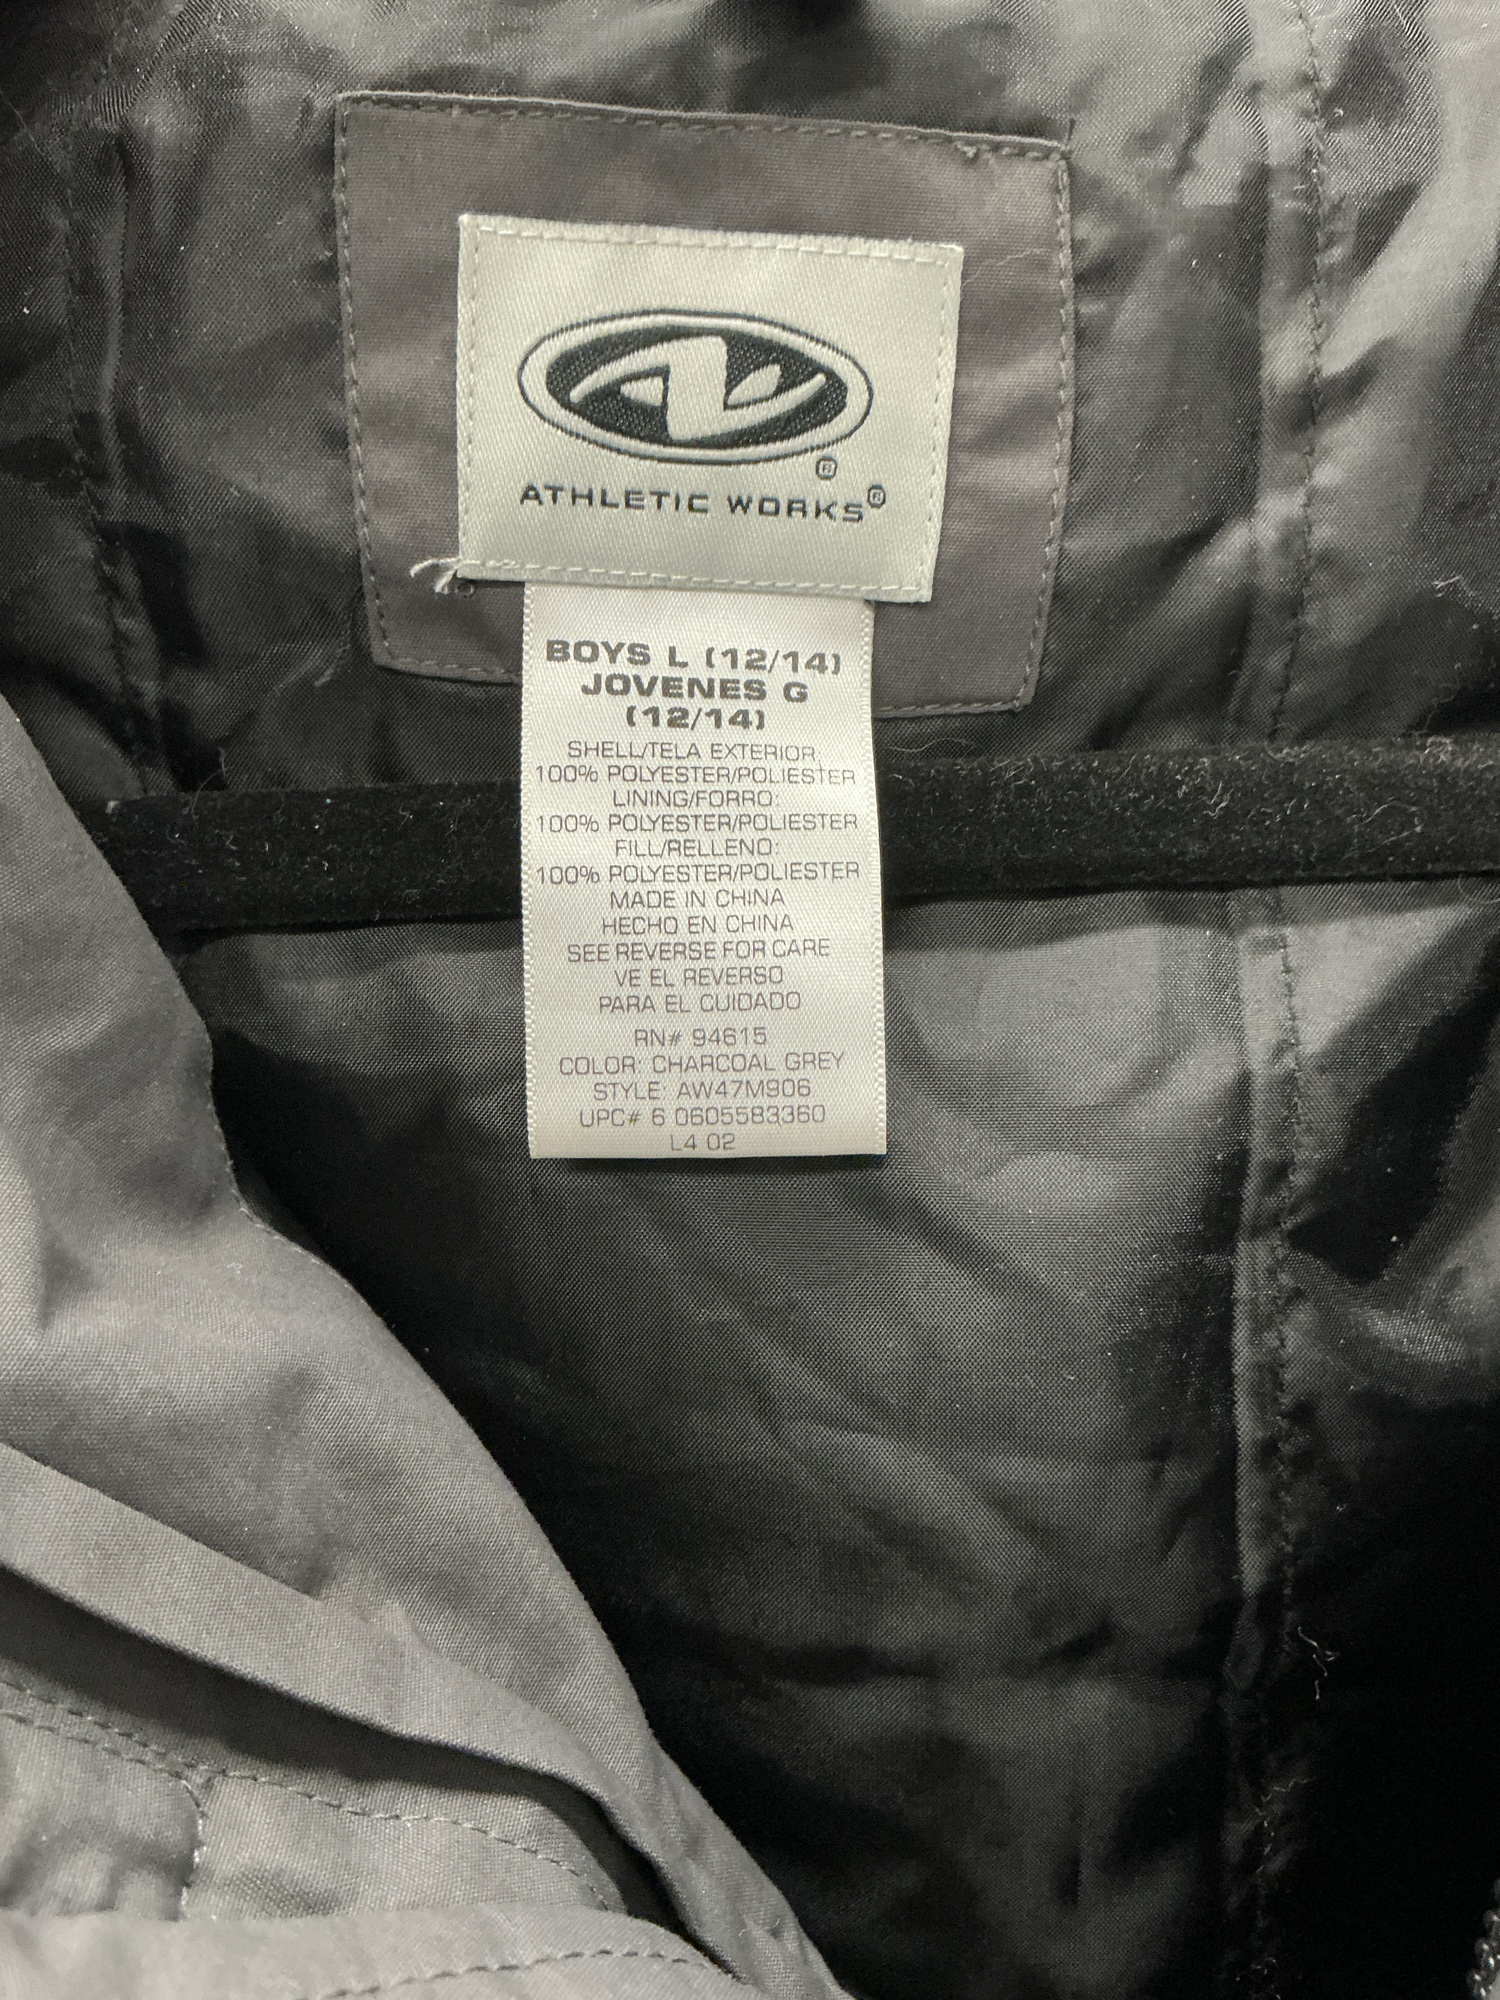 ATHLETIC WORKS®
BOYS L (12/14)
JOVENES G
(12/14)
SHELL/TELA EXTERIOR
100% POLYESTER/POLIESTER
LINING/FORRO:
100% POLYESTER/POLIESTER
FILL/RELLENO:
100% POLYESTER/POLIESTER
MADE IN CHINA
HECHO EN CHINA
SEE REVERSE FOR CARE
VE EL REVERSO
PARA EL CUIDADO
RN# 94615
COLOR: CHARCOAL GREY
STYLE: AW47M906
UPC# 6 0605583360
L4 02